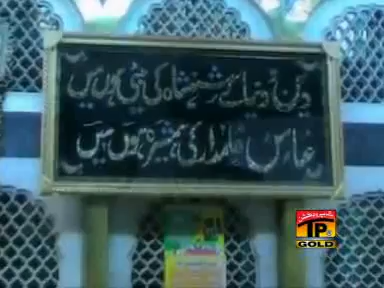 دین و دنیا کے شہنشاہ کی بیٹی ہوں میں
عباس علمدار کی ہمشیرہ ہوں میں
TP
GOLD